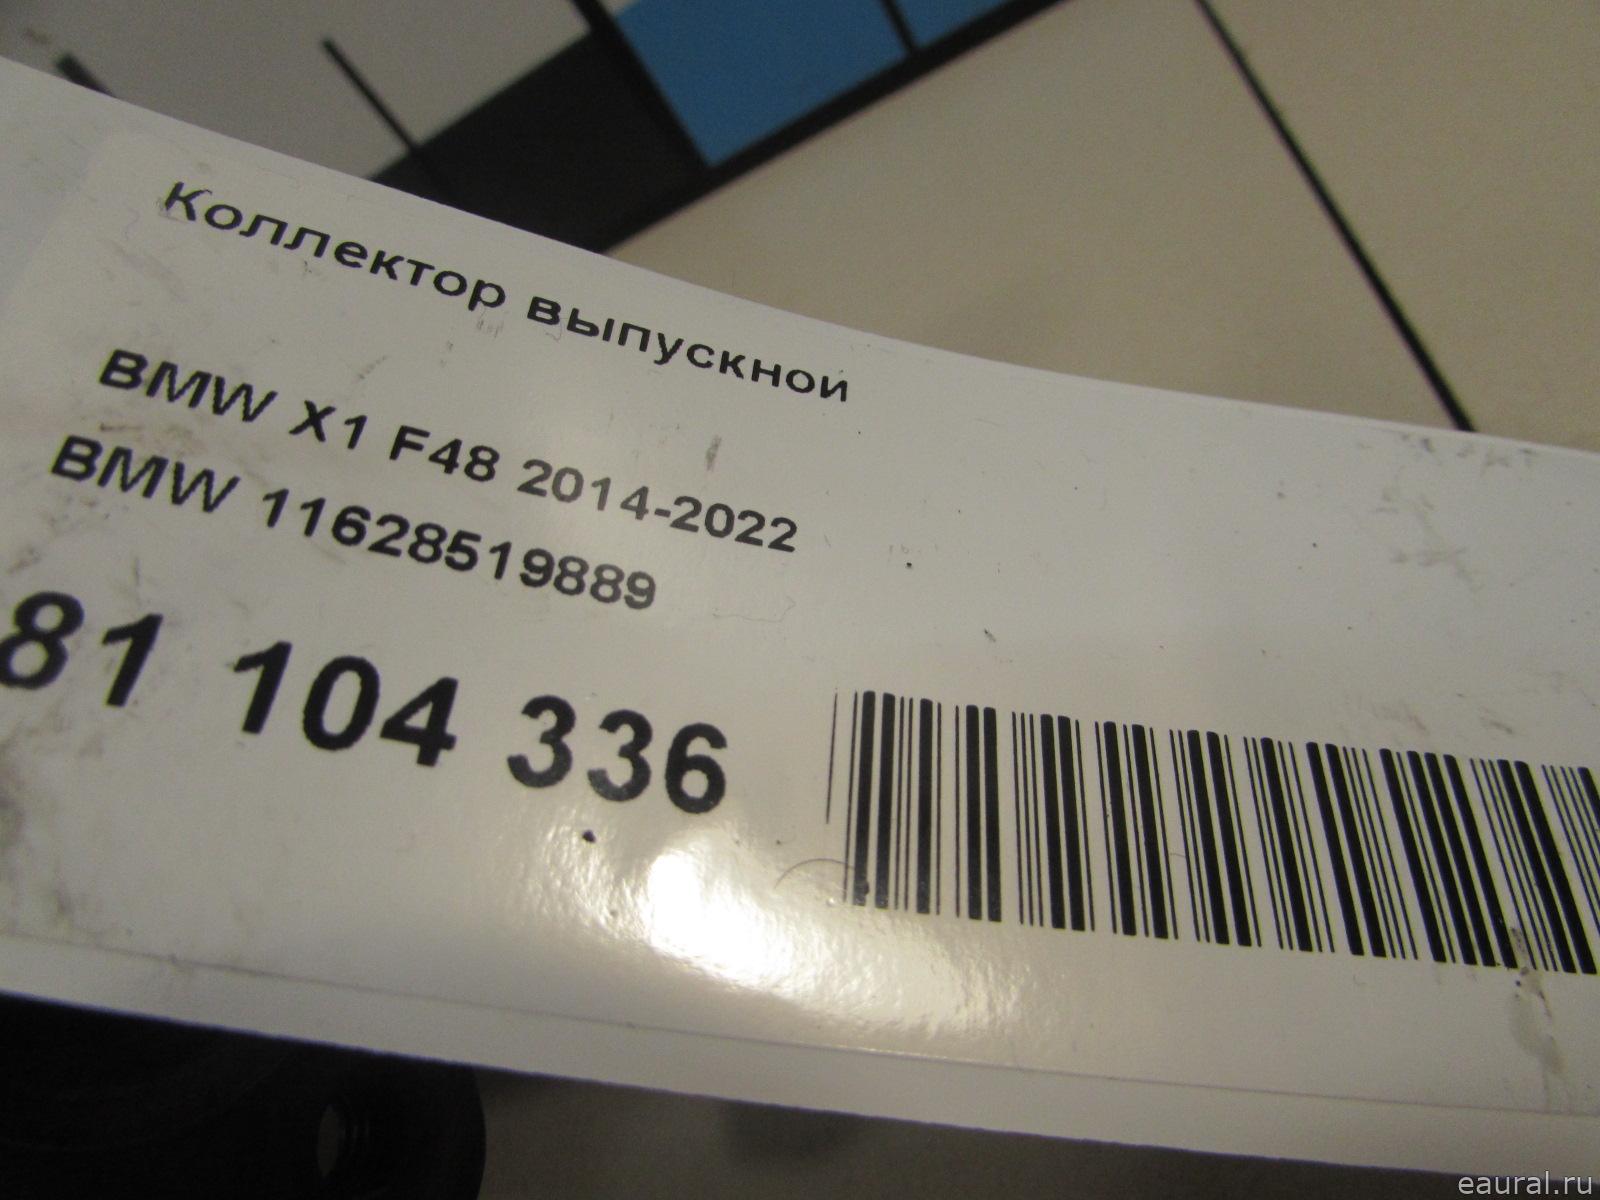 Коллектор выпускной
BMW X1 F48 2014-2022
BMW 11628519889
81 104 336
eaural.ru